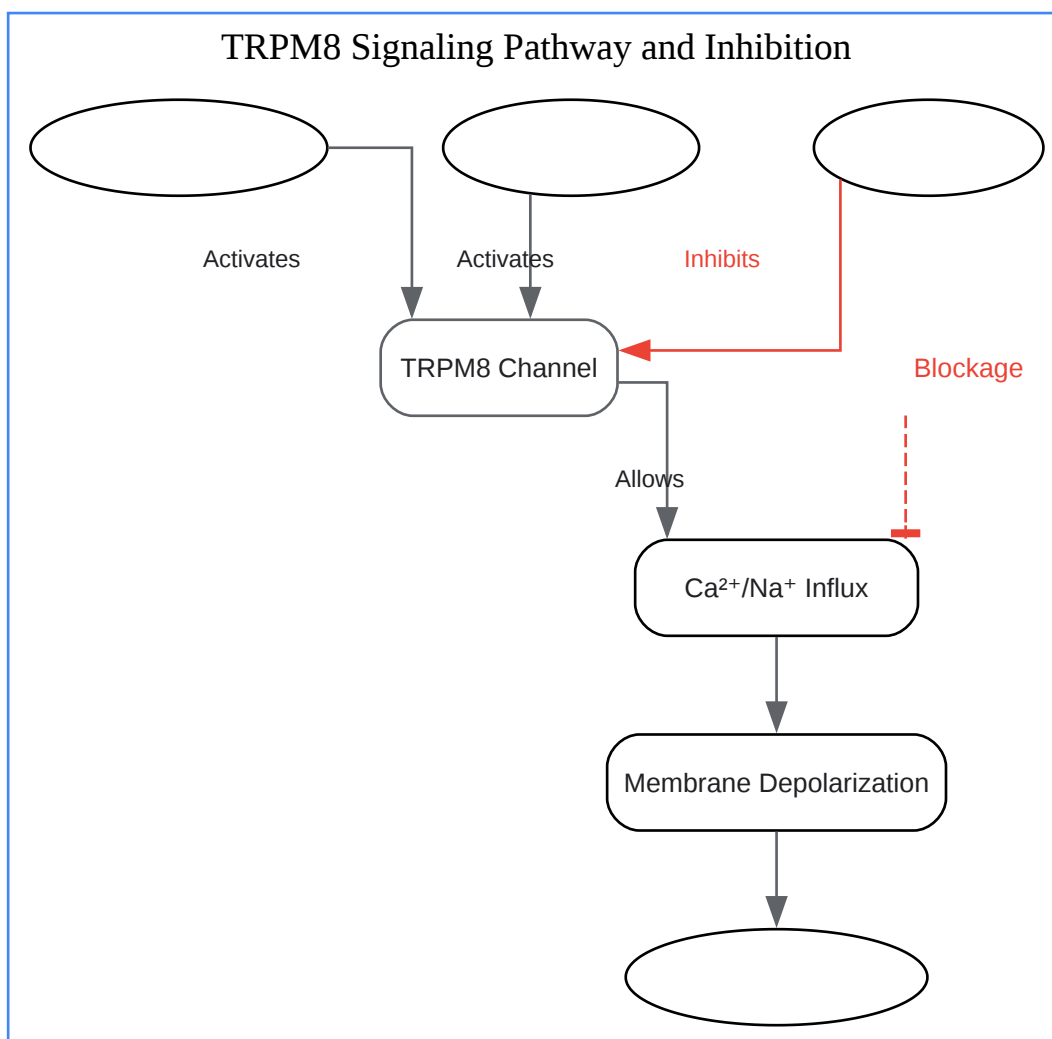 TRPM8 Signaling Pathway and Inhibition
Activates
Activates
Inhibits
TRPM8 Channel
Blockage
Allows
Ca²⁺/Na⁺ Influx
Membrane Depolarization